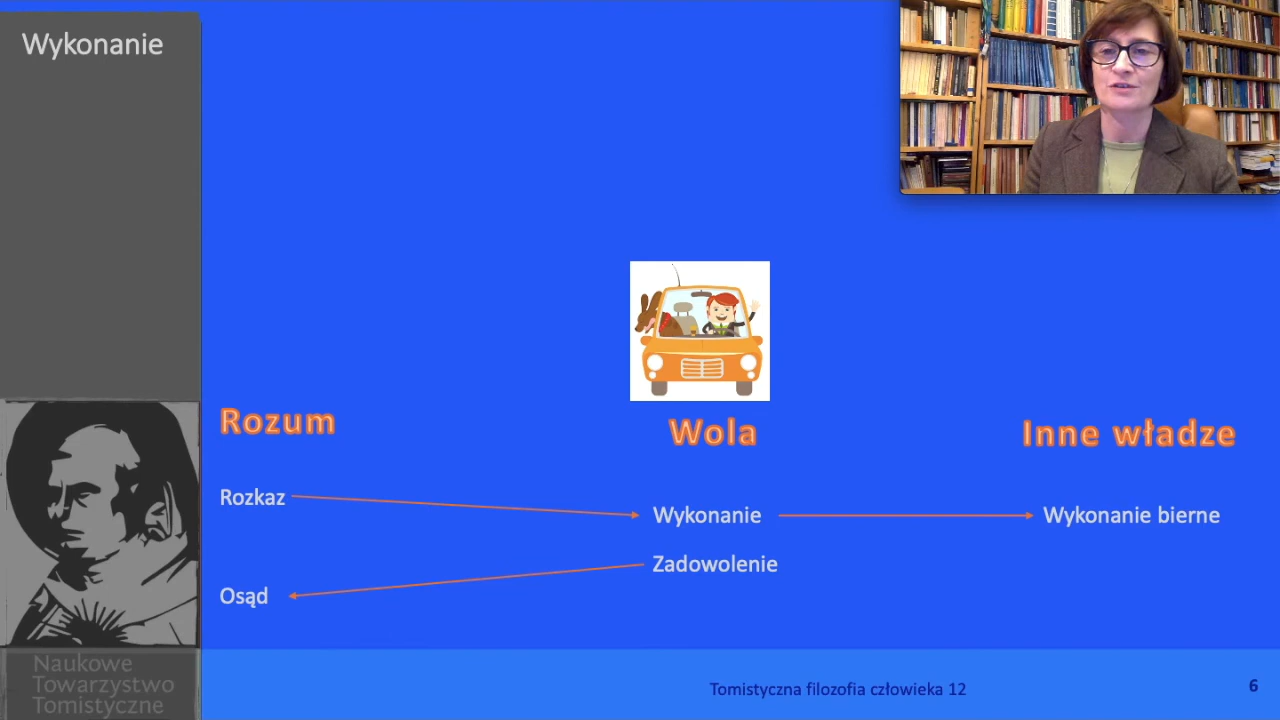 Wykonanie
Rozum
Wola
Inne władze
Rozkaz
Wykonanie
Wykonanie bierne
Zadowolenie
Osąd
Naukowe
Towarzystwo
Tomistyczne
Tomistyczna filozofia człowieka 12
6